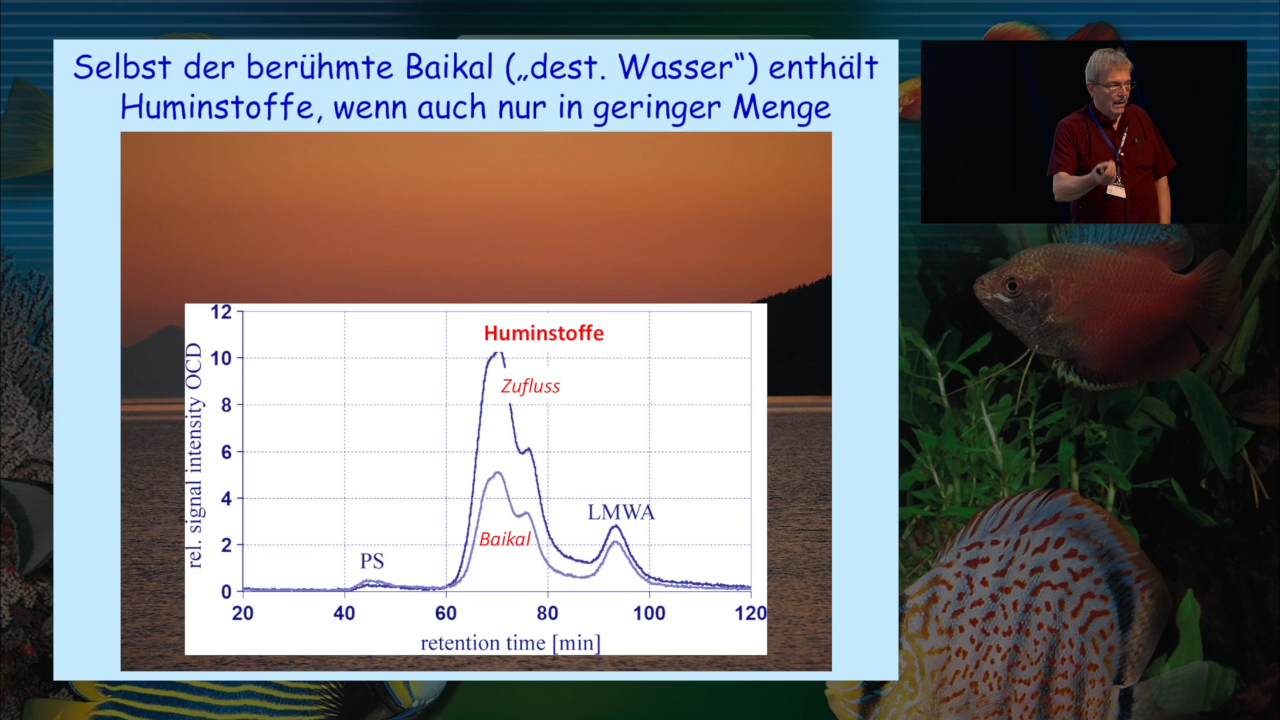 Selbst der berühmte Baikal („dest. Wasser“) enthält
Huminstoffe, wenn auch nur in geringer Menge
12
10
8
6
4
2
0
rel. signal intensity OCD
Huminstoffe
Zufluss
LMWA
Baikal
PS
20 40 60 80 100 120
retention time [min]